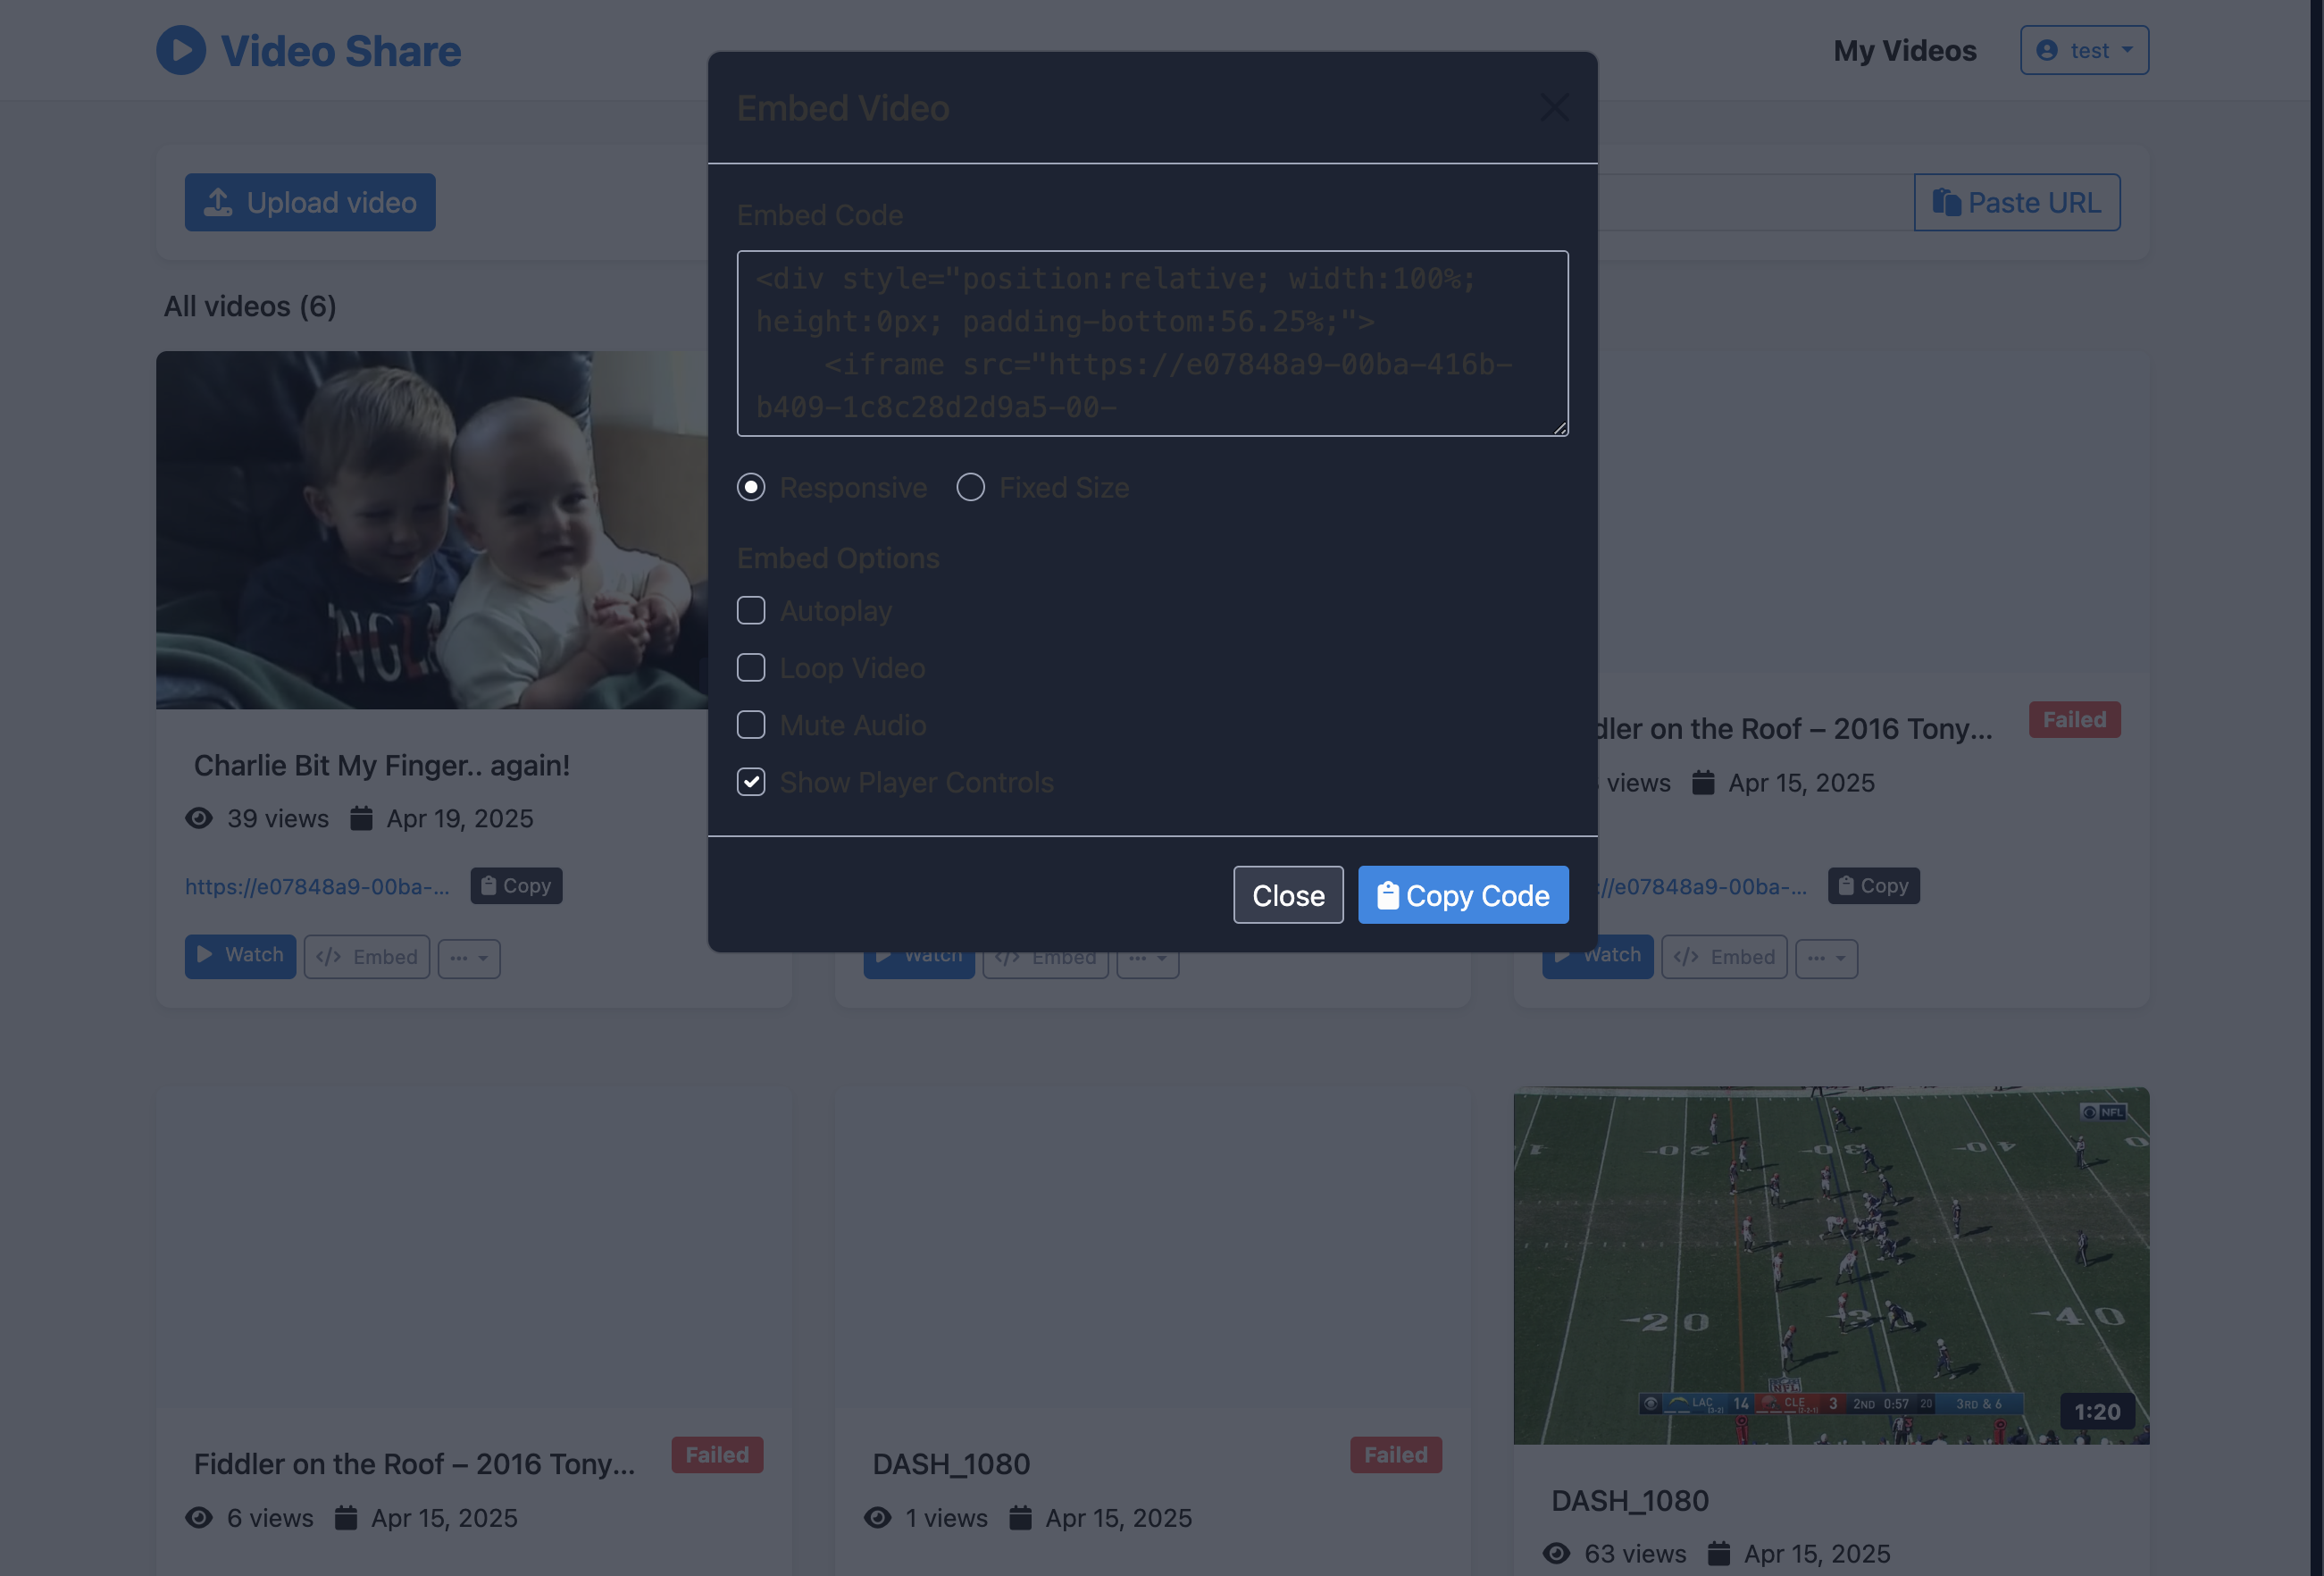 Video Share
My Videos
test
Upload video
Paste URL
All videos (6)
Embed Video
Embed Code
<div style="position:relative; width:100%;
height:0px; padding-bottom:56.25%;">
<iframe src="https://e07848a9-00ba-416b-
b409-1c8c28d2d9a5-00-
Responsive
Fixed Size
Embed Options
Autoplay
Loop Video
Mute Audio
Show Player Controls
Close
Copy Code
Charlie Bit My Finger.. again!
39 views
Apr 19, 2025
https://e07848a9-00ba-...
Copy
Watch
</> Embed
...
Watch
</> Embed
...
dler on the Roof – 2016 Tony...
Failed
views
Apr 15, 2025
://e07848a9-00ba-...
Copy
Watch
</> Embed
...
Fiddler on the Roof – 2016 Tony...
Failed
6 views
Apr 15, 2025
DASH_1080
Failed
1 views
Apr 15, 2025
NFL
20
30
40
LAC 14 CLE 3 2ND 0:57 20 3RD & 6
1:20
DASH_1080
63 views
Apr 15, 2025